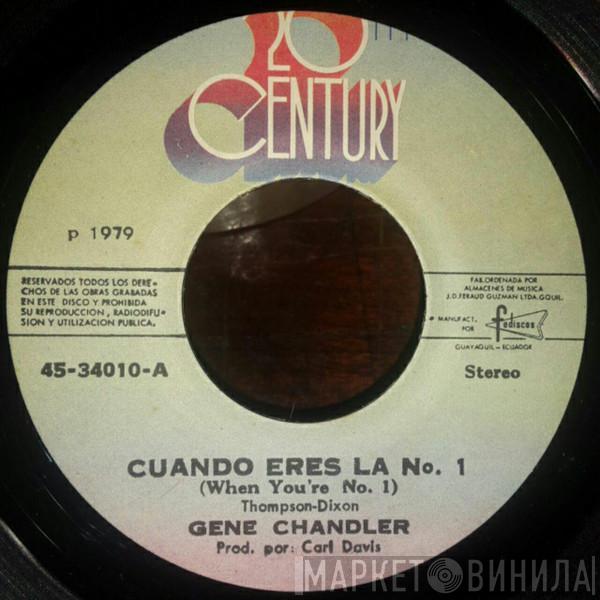 20
CENTURY
p 1979
RESERVADOS TODOS LOS DERE-
CHOS DE LAS OBRAS GRABADAS
EN ESTE DISCO Y PROHIBIDA
SU REPRODUCCION, RADIODIFU-
SION Y UTILIZACION PUBLICA.
FAB.ORDENADA POR
ALMACENES DE MUSICA
J.D.FERAUD GUZMAN LTDA.GQUIL.
MANUFACT.
POR
fediscos
GUAYAQUIL-ECUADOR
45-34010-A
Stereo
CUANDO ERES LA No. 1
(When You're No. 1)
Thompson-Dixon
GENE CHANDLER
Prod. por: Carl Davis
МАРКЕТ ВИНИЛА